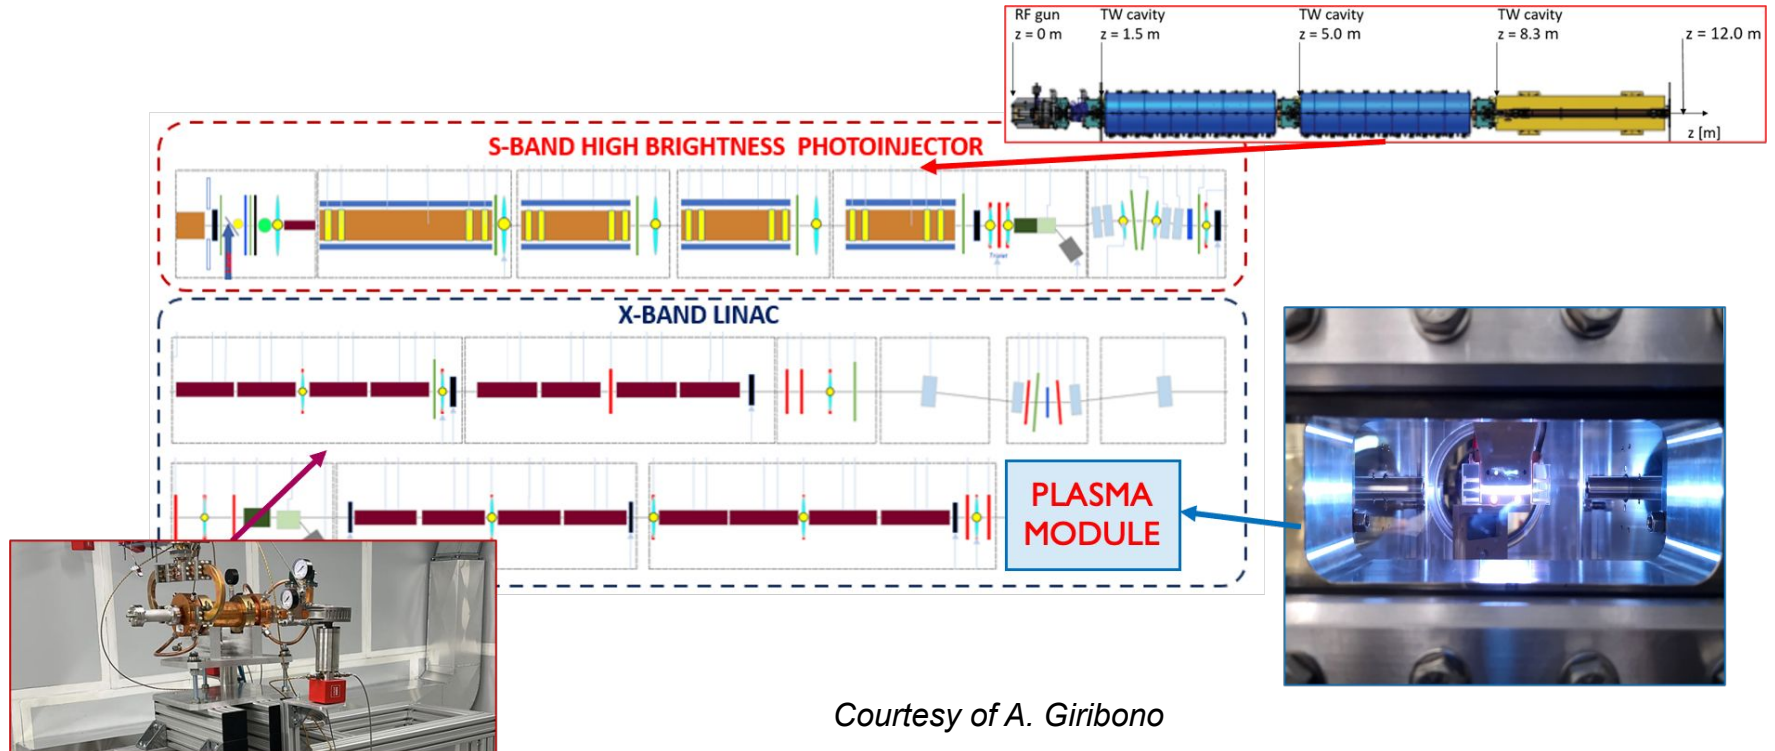 RF gun
z = 0 m
TW cavity
z = 1.5 m
TW cavity
z = 5.0 m
TW cavity
z = 8.3 m
z = 12.0 m
z [m]
S-BAND HIGH BRIGHTNESS PHOTOINJECTOR
X-BAND LINAC
PLASMA
MODULE
Courtesy of A. Giribono